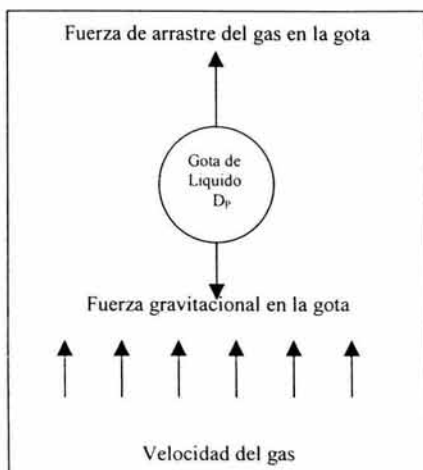 Fuerza de arrastre del gas en la gota
Gota de
Liquido
Dₚ
Fuerza gravitacional en la gota
Velocidad del gas